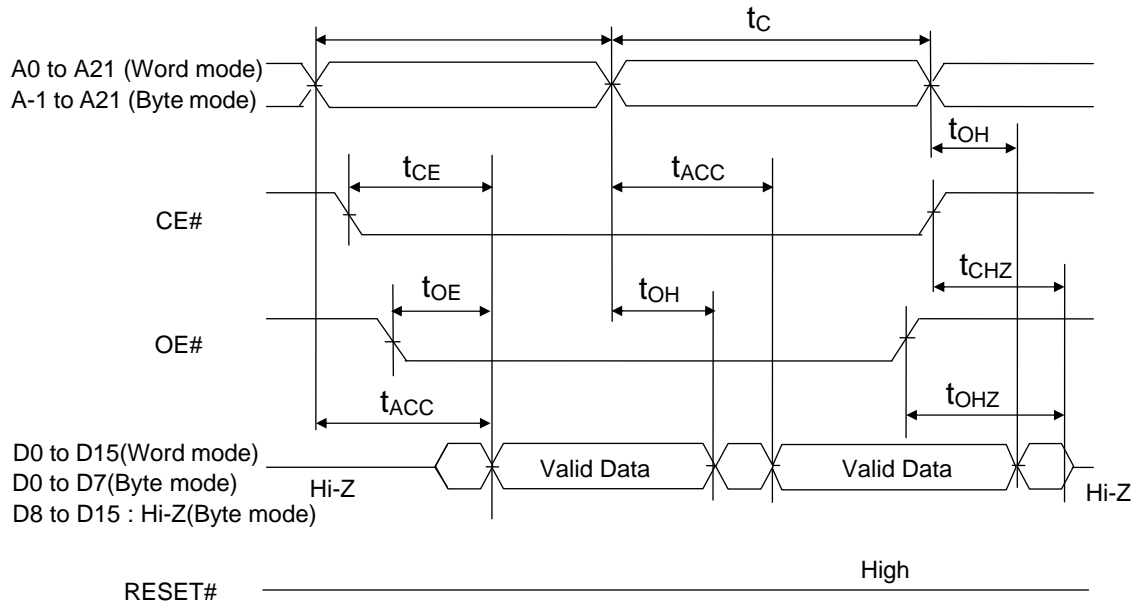 tC
A0 to A21 (Word mode)
A-1 to A21 (Byte mode)
tOH
tCE
tACC
CE#
tCHZ
tOE
tOH
OE#
tACC
tOHZ
D0 to D15(Word mode)
D0 to D7(Byte mode)
Valid Data
Valid Data
Hi-Z
Hi-Z
D8 to D15 : Hi-Z(Byte mode)
High
RESET#